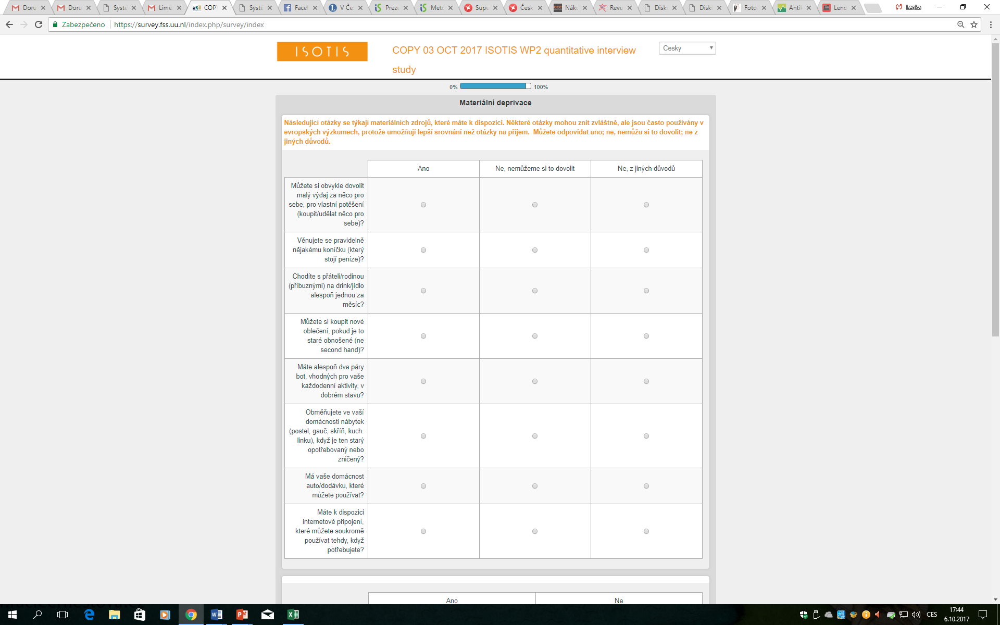 Doru
Doru
Systé
Lime
COPY
Systé
Face
V Če
Preze
Meto
Supe
Česk
Náku
Revu
Disk
Disk
Foto
Antil
Lend
Lenka
Zabezpečeno
https://survey.fss.uu.nl/index.php/survey/index
ISOTIS
COPY 03 OCT 2017 ISOTIS WP2 quantitative interview
study
Cesky
0% 100%
Materiální deprivace
Následující otázky se týkají materiálních zdrojů, které máte k dispozici. Některé otázky mohou znít zvláštně, ale jsou často používány v
evropských výzkumech, protože umožňují lepší srovnání než otázky na příjem. Můžete odpovídat ano; ne, nemůžu si to dovolit; ne z
jiných důvodů.
Ano
Ne, nemůžeme si to dovolit
Ne, z jiných důvodů
Můžete si obvykle dovolit
malý výdaj za něco pro
sebe, pro vlastní potěšení
(koupit/udělat něco pro
sebe)?
Věnujete se pravidelně
nějakému koníčku (který
stojí peníze)?
Chodíte s přáteli/rodinou
(příbuznými) na drink/jídlo
alespoň jednou za
měsíc?
Můžete si koupit nové
oblečení, pokud je to
staré obnošené (ne
second hand)?
Máte alespoň dva páry
bot, vhodných pro vaše
každodenní aktivity, v
dobrém stavu?
Obměňujete ve vaší
domácnosti nábytek
(postel, gauč, skříň, kuch.
linku), když je ten starý
opotřebovaný nebo
zničený?
Má vaše domácnost
auto/dodávku, které
můžete používat?
Máte k dispozici
internetové připojení,
které můžete soukromě
používat tehdy, když
potřebujete?
Ano
Ne
CES
17:44
6.10.2017